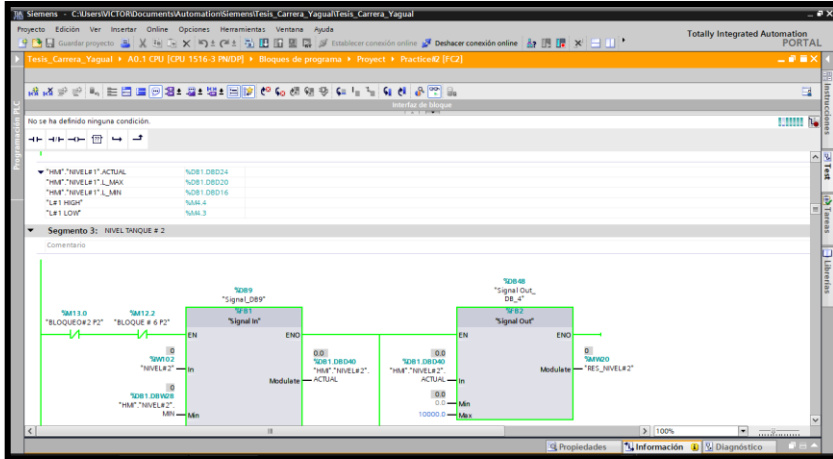 Siemens - C:\Users\VICTOR\Documents\Automation\Siemens\Tesis_Carrera_Yagual\Tesis_Carrera_Yagual
Proyecto Edición Ver Insertar Online Opciones Herramientas Ventana Ayuda
Totally Integrated Automation
PORTAL
Guardar proyecto
Establecer conexión online
Deshacer conexión online
Tesis_Carrera_Yagual ▸ A0.1 CPU [CPU 1516-3 PN/DP] ▸ Bloques de programa ▸ Proyect ▸ Practice#2 [FC2]
Interfaz de bloque
No se ha definido ninguna condición.
"HMI"."NIVEL#1".ACTUAL %DB1.DBD24
"HMI"."NIVEL#1".L_MAX %DB1.DBD20
"HMI"."NIVEL#1".L_MIN %DB1.DBD16
"L#1 HIGH" %M4.4
"L#1 LOW" %M4.3
Segmento 3: NIVEL TANQUE # 2
Comentario
%DB9
"Signal_DB9"
%DB48
"Signal Out_
DB_4"
%M13.0
"BLOQUEO#2 P2"
%M12.2
"BLOQUE # 6 P2"
%FB1
"Signal In"
%FB2
"Signal Out"
EN ENO
EN ENO
0
%IW102
"NIVEL#2" In
0
%DB1.DBW28
"HMI"."NIVEL#2".
MIN Min
0.0
%DB1.DBD40
"HMI"."NIVEL#2".
Modulate ACTUAL
0.0
%DB1.DBD40
"HMI"."NIVEL#2".
ACTUAL In
0.0
0.0 Min
10000.0 Max
0
%MW20
Modulate "RES_NIVEL#2"
100%
Propiedades
Información
Diagnóstico
Programación PLC
Instrucciones
Test
Tareas
Librerías